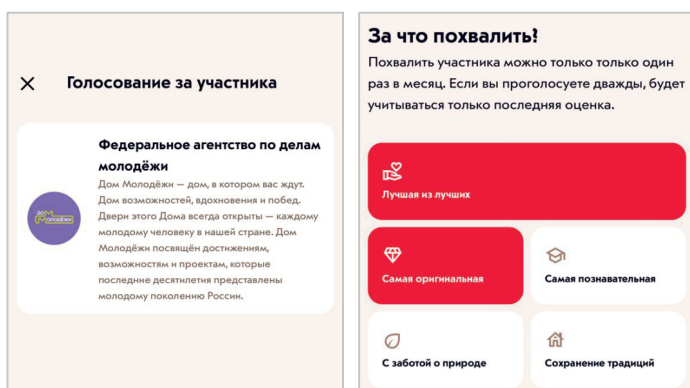 Голосование за участника
Федеральное агентство по делам
молодёжи
Дом Молодёжи — дом, в котором вас ждут.
Дом возможностей, вдохновения и побед.
Двери этого Дома всегда открыты — каждому
молодому человеку в нашей стране. Дом
Молодёжи посвящён достижениям,
возможностям и проектам, которые
последние десятилетия представлены
молодому поколению России.
дом
молодёжи
За что похвалить?
Похвалить участника можно только только один
раз в месяц. Если вы проголосуете дважды, будет
учитываться только последняя оценка.
Лучшая из лучших
Самая оригинальная
Самая познавательная
С заботой о природе
Сохранение традиций